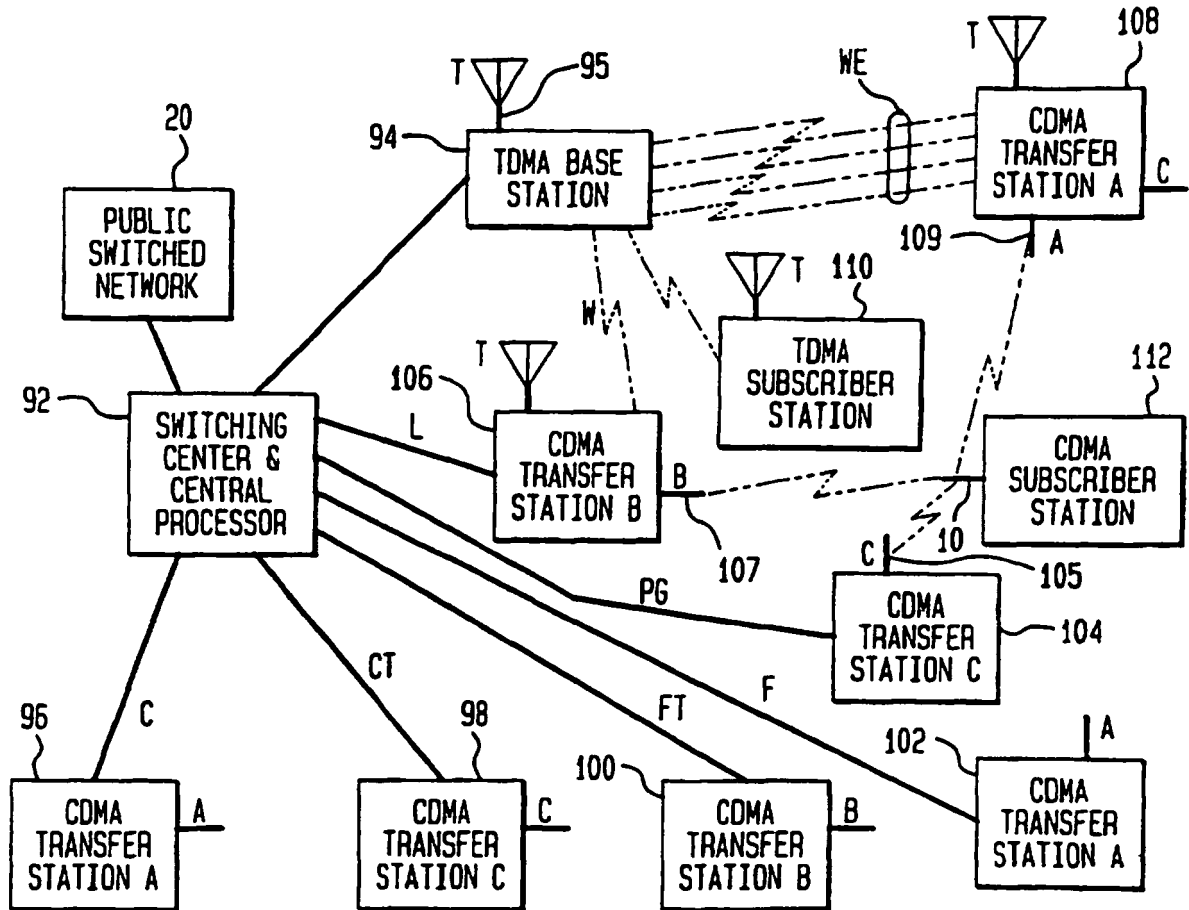 108
T
T
95
WE
20
94
TDMA BASE
STATION
CDMA
TRANSFER
STATION A
C
PUBLIC
SWITCHED
NETWORK
109
A
T
110
W
T
TDMA
SUBSCRIBER
STATION
106
112
92
SWITCHING
CENTER &
CENTRAL
PROCESSOR
L
CDMA
TRANSFER
STATION B
B
CDMA
SUBSCRIBER
STATION
10
107
C
105
PG
CDMA
TRANSFER
STATION C
104
CT
F
C
FT
96
98
A
102
100
CDMA
TRANSFER
STATION A
A
CDMA
TRANSFER
STATION C
C
CDMA
TRANSFER
STATION B
B
CDMA
TRANSFER
STATION A